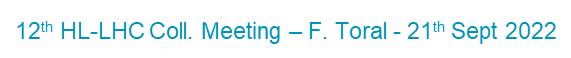 12th HL-LHC Coll. Meeting – F. Toral - 21th Sept 2022